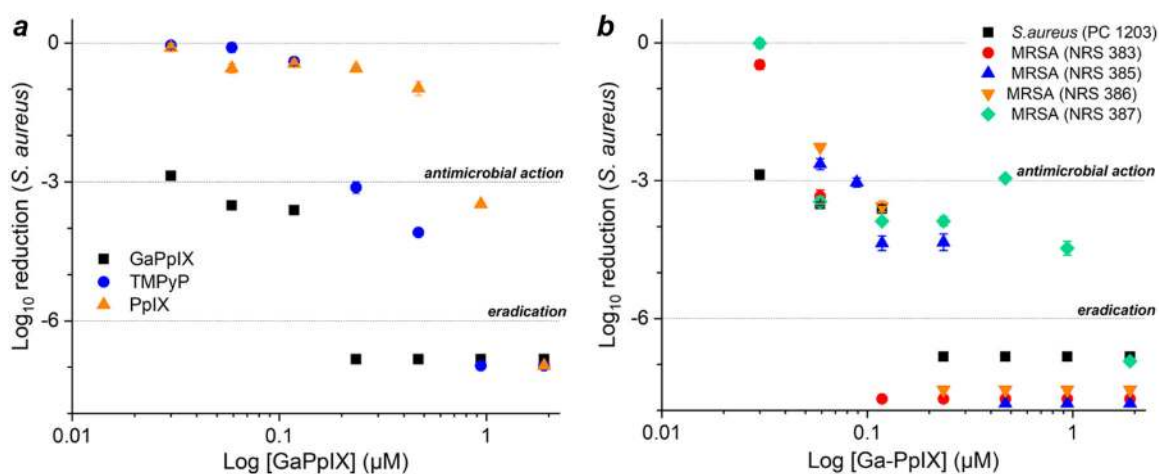 a
0
-3
-6
Log₁₀ reduction (S. aureus)
antimicrobial action
eradication
GaPpIX
TMPyP
PpIX
0.01
0.1
1
Log [GaPpIX] (µM)
b
0
-3
-6
Log₁₀ reduction (S. aureus)
S.aureus (PC 1203)
MRSA (NRS 383)
MRSA (NRS 385)
MRSA (NRS 386)
MRSA (NRS 387)
antimicrobial action
eradication
0.01
0.1
1
Log [Ga-PpIX] (µM)